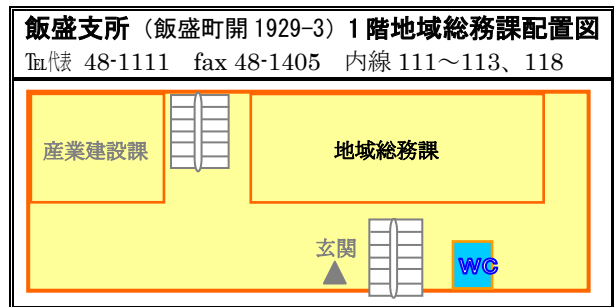 飯盛支所（飯盛町開 1929-3）1 階地域総務課配置図
℡代表 48-1111 fax 48-1405 内線 111～113、118
産業建設課
地域総務課
玄関
WC